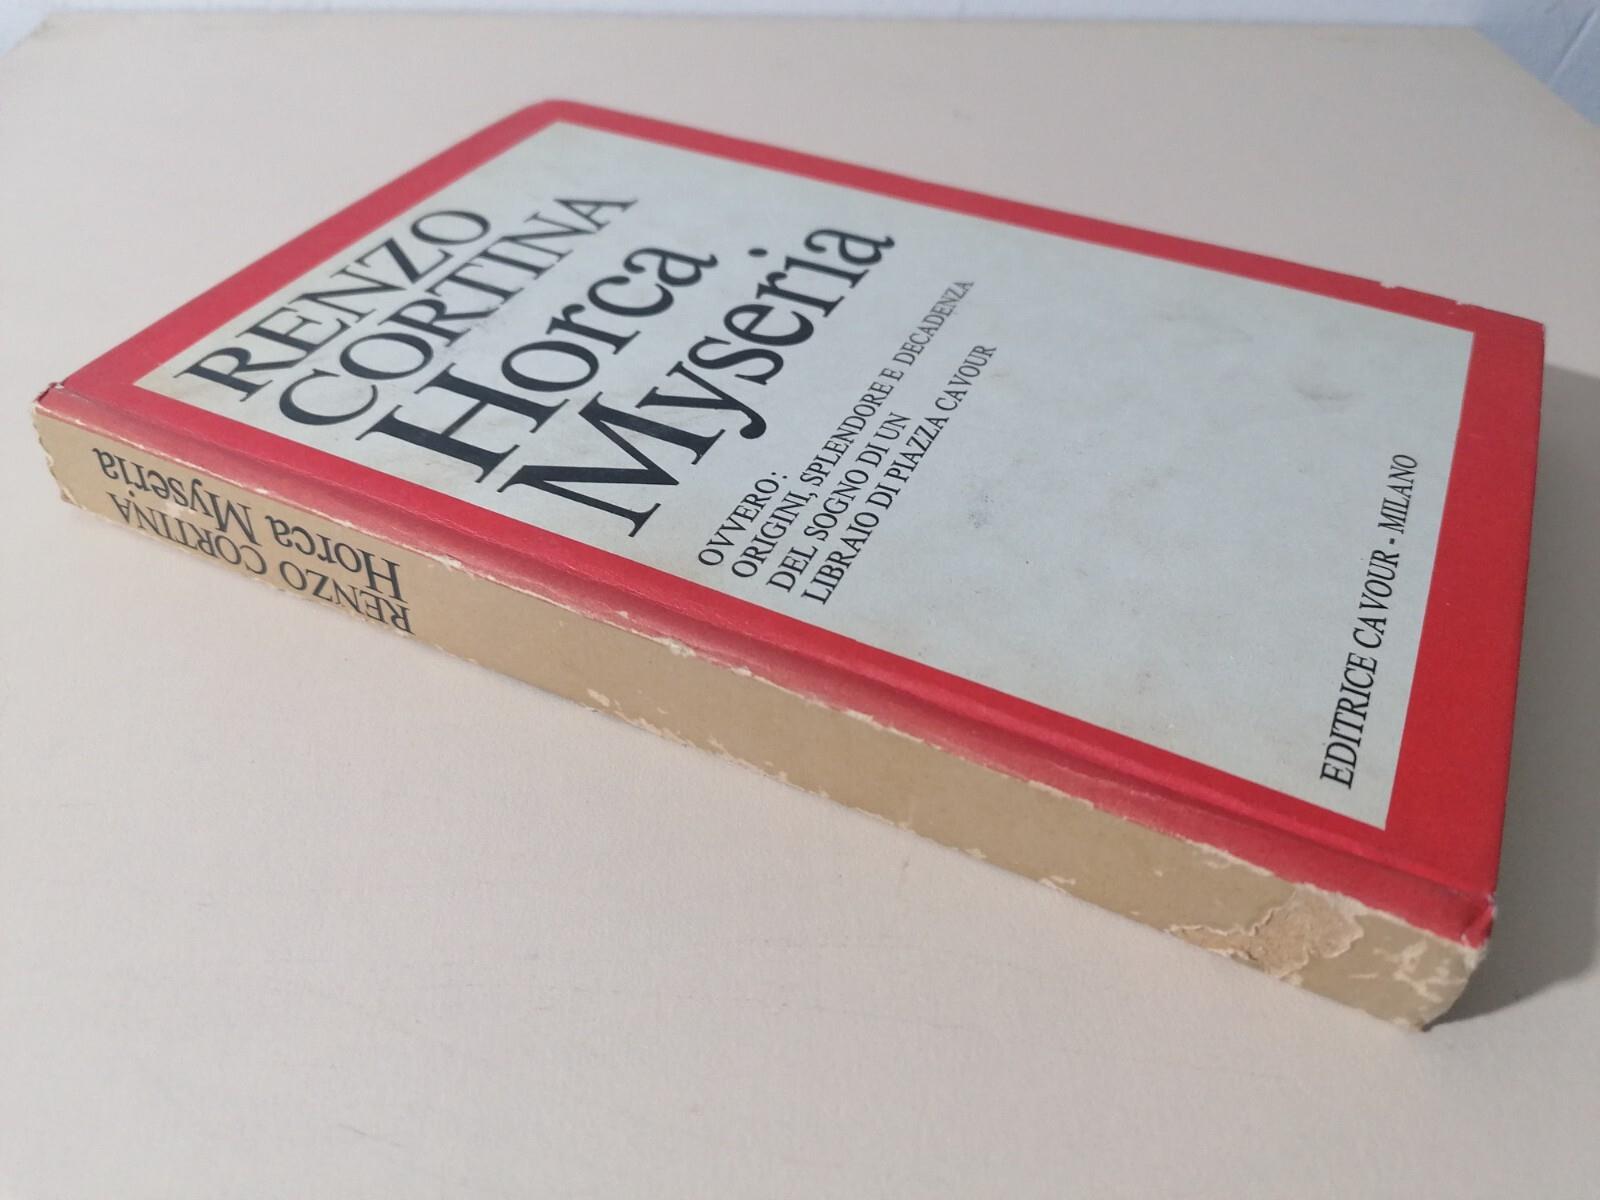 RENZO
CORTINA
Horca
Myseria
OVVERO:
ORIGINI, SPLENDORE E DECADENZA
DEL SOGNO DI UN
LIBRAIO DI PIAZZA CAVOUR
EDITRICE CAVOUR - MILANO
RENZO CORTINA
Horca Myseria